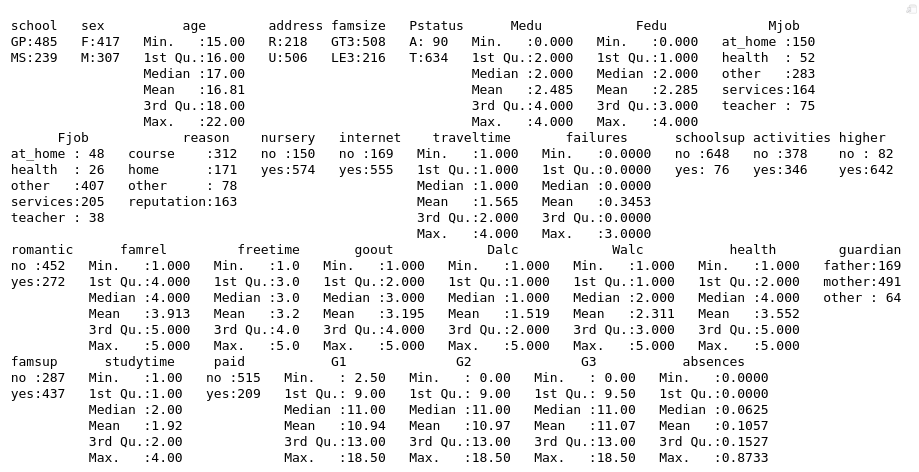 school   sex          age        address famsize   Pstatus      Medu            Fedu             Mjob
GP:485   F:417   Min.   :15.00   R:218   GT3:508   A: 90   Min.   :0.000   Min.   :0.000   at_home :150
MS:239   M:307   1st Qu.:16.00   U:506   LE3:216   T:634   1st Qu.:2.000   1st Qu.:1.000   health  : 52
                 Median :17.00                             Median :2.000   Median :2.000   other   :283
                 Mean   :16.81                             Mean   :2.485   Mean   :2.285   services:164
                 3rd Qu.:18.00                             3rd Qu.:4.000   3rd Qu.:3.000   teacher : 75
                 Max.   :22.00                             Max.   :4.000   Max.   :4.000
      Fjob            reason    nursery   internet    traveltime       failures      schoolsup activities higher
at_home : 48   course    :312   no :150   no :169   Min.   :1.000   Min.   :0.0000   no :648   no :378    no : 82
health  : 26   home      :171   yes:574   yes:555   1st Qu.:1.000   1st Qu.:0.0000   yes: 76   yes:346    yes:642
other   :407   other     : 78                       Median :1.000   Median :0.0000
services:205   reputation:163                       Mean   :1.565   Mean   :0.3453
teacher : 38                                        3rd Qu.:2.000   3rd Qu.:0.0000
                                                    Max.   :4.000   Max.   :3.0000
romantic      famrel         freetime       gout            Dalc            Walc           health        guardian
no :452   Min.   :1.000   Min.   :1.0   Min.   :1.000   Min.   :1.000   Min.   :1.000   Min.   :1.000   father:169
yes:272   1st Qu.:4.000   1st Qu.:3.0   1st Qu.:2.000   1st Qu.:1.000   1st Qu.:1.000   1st Qu.:2.000   mother:491
          Median :4.000   Median :3.0   Median :3.000   Median :1.000   Median :2.000   Median :4.000   other : 64
          Mean   :3.913   Mean   :3.2   Mean   :3.195   Mean   :1.519   Mean   :2.311   Mean   :3.552
          3rd Qu.:5.000   3rd Qu.:4.0   3rd Qu.:4.000   3rd Qu.:2.000   3rd Qu.:3.000   3rd Qu.:5.000
          Max.   :5.000   Max.   :5.0   Max.   :5.000   Max.   :5.000   Max.   :5.000   Max.   :5.000
famsup      studytime     paid         G1              G2              G3           absences
no :287   Min.   :1.00   no :515   Min.   : 2.50   Min.   : 0.00   Min.   : 0.00   Min.   :0.0000
yes:437   1st Qu.:1.00   yes:209   1st Qu.: 9.00   1st Qu.: 9.00   1st Qu.: 9.50   1st Qu.:0.0000
          Median :2.00             Median :11.00   Median :11.00   Median :11.00   Median :0.0625
          Mean   :1.92             Mean   :10.94   Mean   :10.97   Mean   :11.07   Mean   :0.1057
          3rd Qu.:2.00             3rd Qu.:13.00   3rd Qu.:13.00   3rd Qu.:13.00   3rd Qu.:0.1527
          Max.   :4.00             Max.   :18.50   Max.   :18.50   Max.   :18.50   Max.   :0.8733